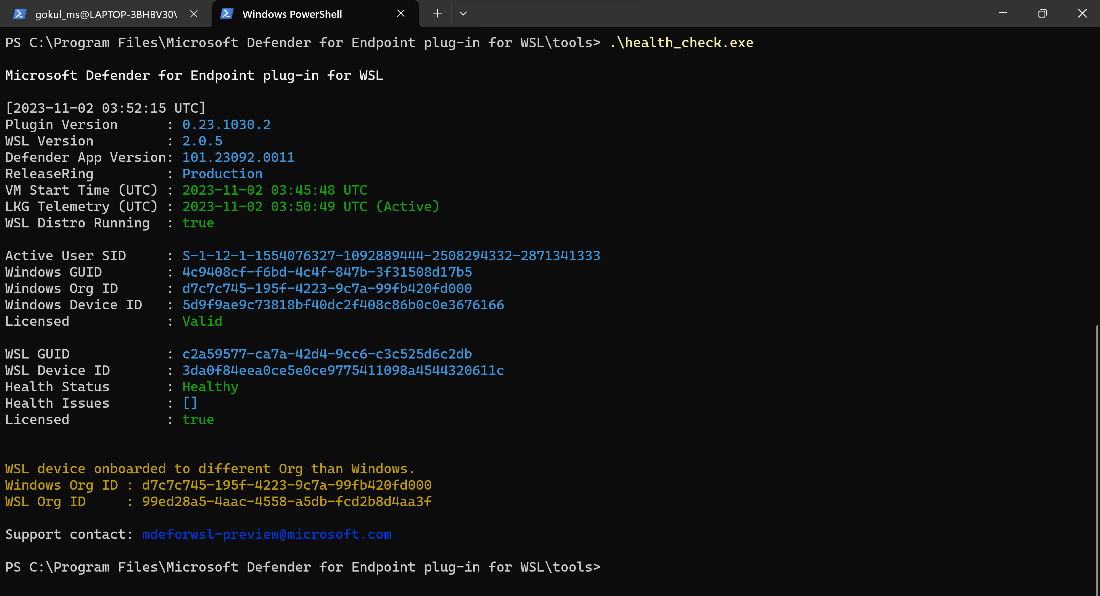 gokul_ms@LAPTOP-3BHBV30\
Windows PowerShell
PS C:\Program Files\Microsoft Defender for Endpoint plug-in for WSL\tools> .\health_check.exe
Microsoft Defender for Endpoint plug-in for WSL
[2023-11-02 03:52:15 UTC]
Plugin Version : 0.23.1030.2
WSL Version : 2.0.5
Defender App Version: 101.23092.0011
ReleaseRing : Production
VM Start Time (UTC) : 2023-11-02 03:45:48 UTC
LKG Telemetry (UTC) : 2023-11-02 03:50:49 UTC (Active)
WSL Distro Running : true
Active User SID : S-1-12-1-1554076327-1092889444-2508294332-2871341333
Windows GUID : 4c9408cf-f6bd-4c4f-847b-3f31508d17b5
Windows Org ID : d7c7c745-195f-4223-9c7a-99fb420fd000
Windows Device ID : 5d9f9ae9c73818bf40dc2f408c86b0c0e3676166
Licensed : Valid
WSL GUID : c2a59577-ca7a-42d4-9cc6-c3c525d6c2db
WSL Device ID : 3da0f84eea0ce5e0ce9775411098a4544320611c
Health Status : Healthy
Health Issues : []
Licensed : true
WSL device onboarded to different Org than Windows.
Windows Org ID : d7c7c745-195f-4223-9c7a-99fb420fd000
WSL Org ID : 99ed28a5-4aac-4558-a5db-fcd2b8d4aa3f
Support contact: mdeforwsl-preview@microsoft.com
PS C:\Program Files\Microsoft Defender for Endpoint plug-in for WSL\tools>